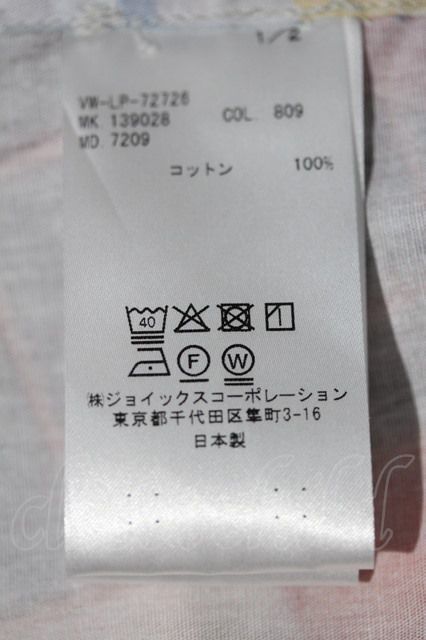 1/2
VW-LP-72726
MK. 139028 COL. 809
MD. 7209
コットン 100%
40
F W
㈱ジョイックスコーポレーション
東京都千代田区隼町3-16
日本製